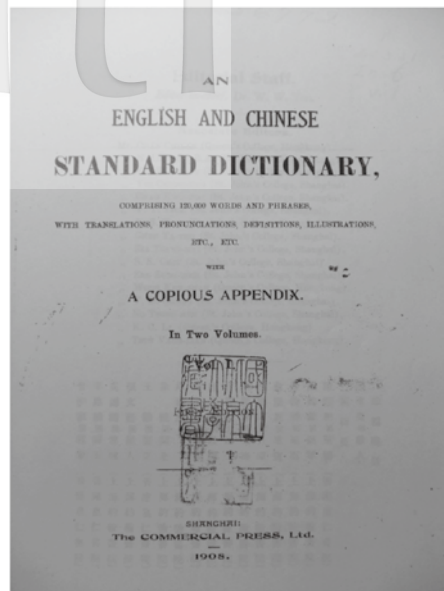 AN
ENGLISH AND CHINESE
STANDARD DICTIONARY,
COMPRISING 120,000 WORDS AND PHRASES,
WITH TRANSLATIONS, PRONUNCIATIONS, DEFINITIONS, ILLUSTRATIONS,
ETC., ETC.
WITH
A COPIOUS APPENDIX.
In Two Volumes.
Vol. I.
SHANGHAI:
The COMMERCIAL PRESS, Ltd.
1908.